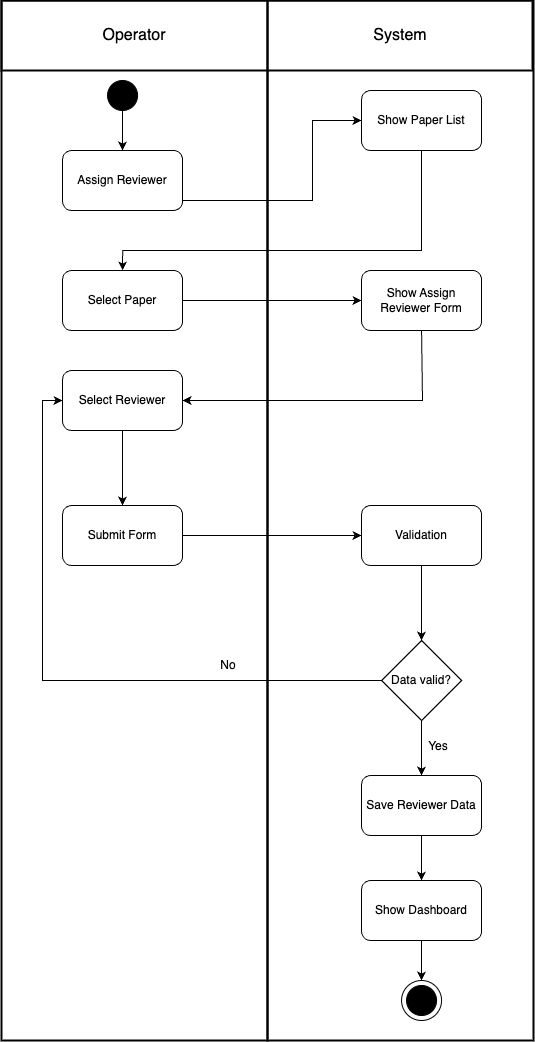 Operator
System
Show Paper List
Assign Reviewer
Select Paper
Show Assign
Reviewer Form
Select Reviewer
Submit Form
Validation
No
Data valid?
Yes
Save Reviewer Data
Show Dashboard